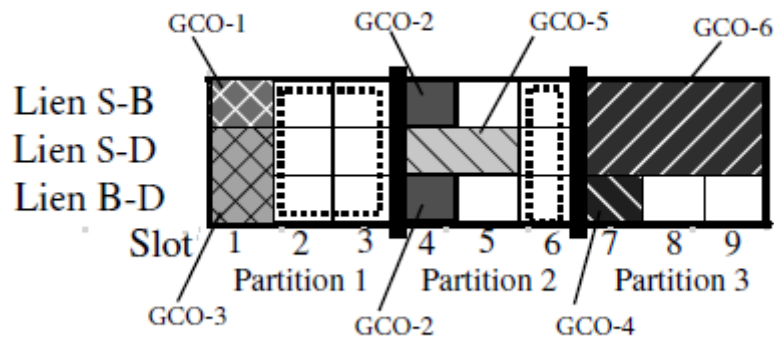 GCO-1 GCO-2 GCO-5 GCO-6
Lien S-B
Lien S-D
Lien B-D
Slot 1 2 3 4 5 6 7 8 9
Partition 1 Partition 2 Partition 3
GCO-3 GCO-2 GCO-4